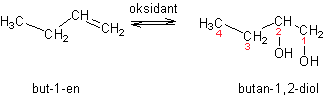 oksidant
H₃C
CH
CH₂
CH₂
but-1-en
H₃C
4
CH₂
3
CH
2
OH
CH₂
1
OH
butan-1,2-diol